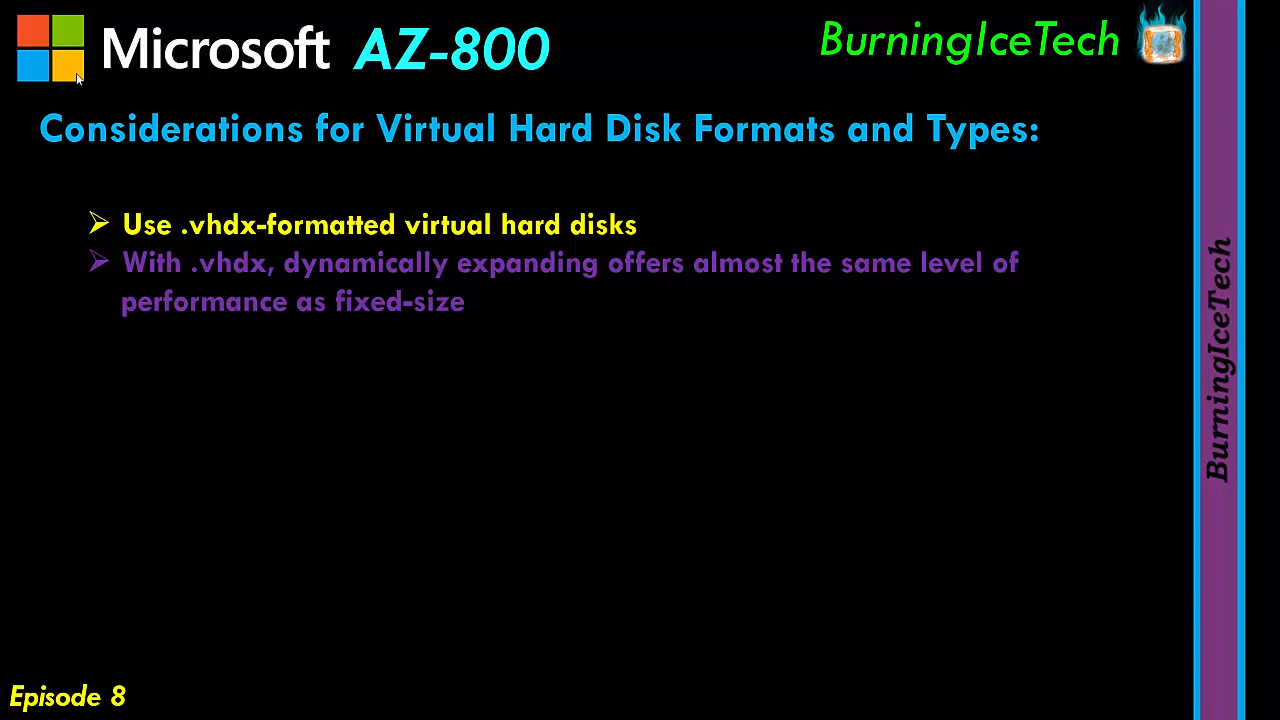 Microsoft AZ-800
BurningIceTech
Considerations for Virtual Hard Disk Formats and Types:
➢ Use .vhdx-formatted virtual hard disks
➢ With .vhdx, dynamically expanding offers almost the same level of
performance as fixed-size
BurningIceTech
Episode 8